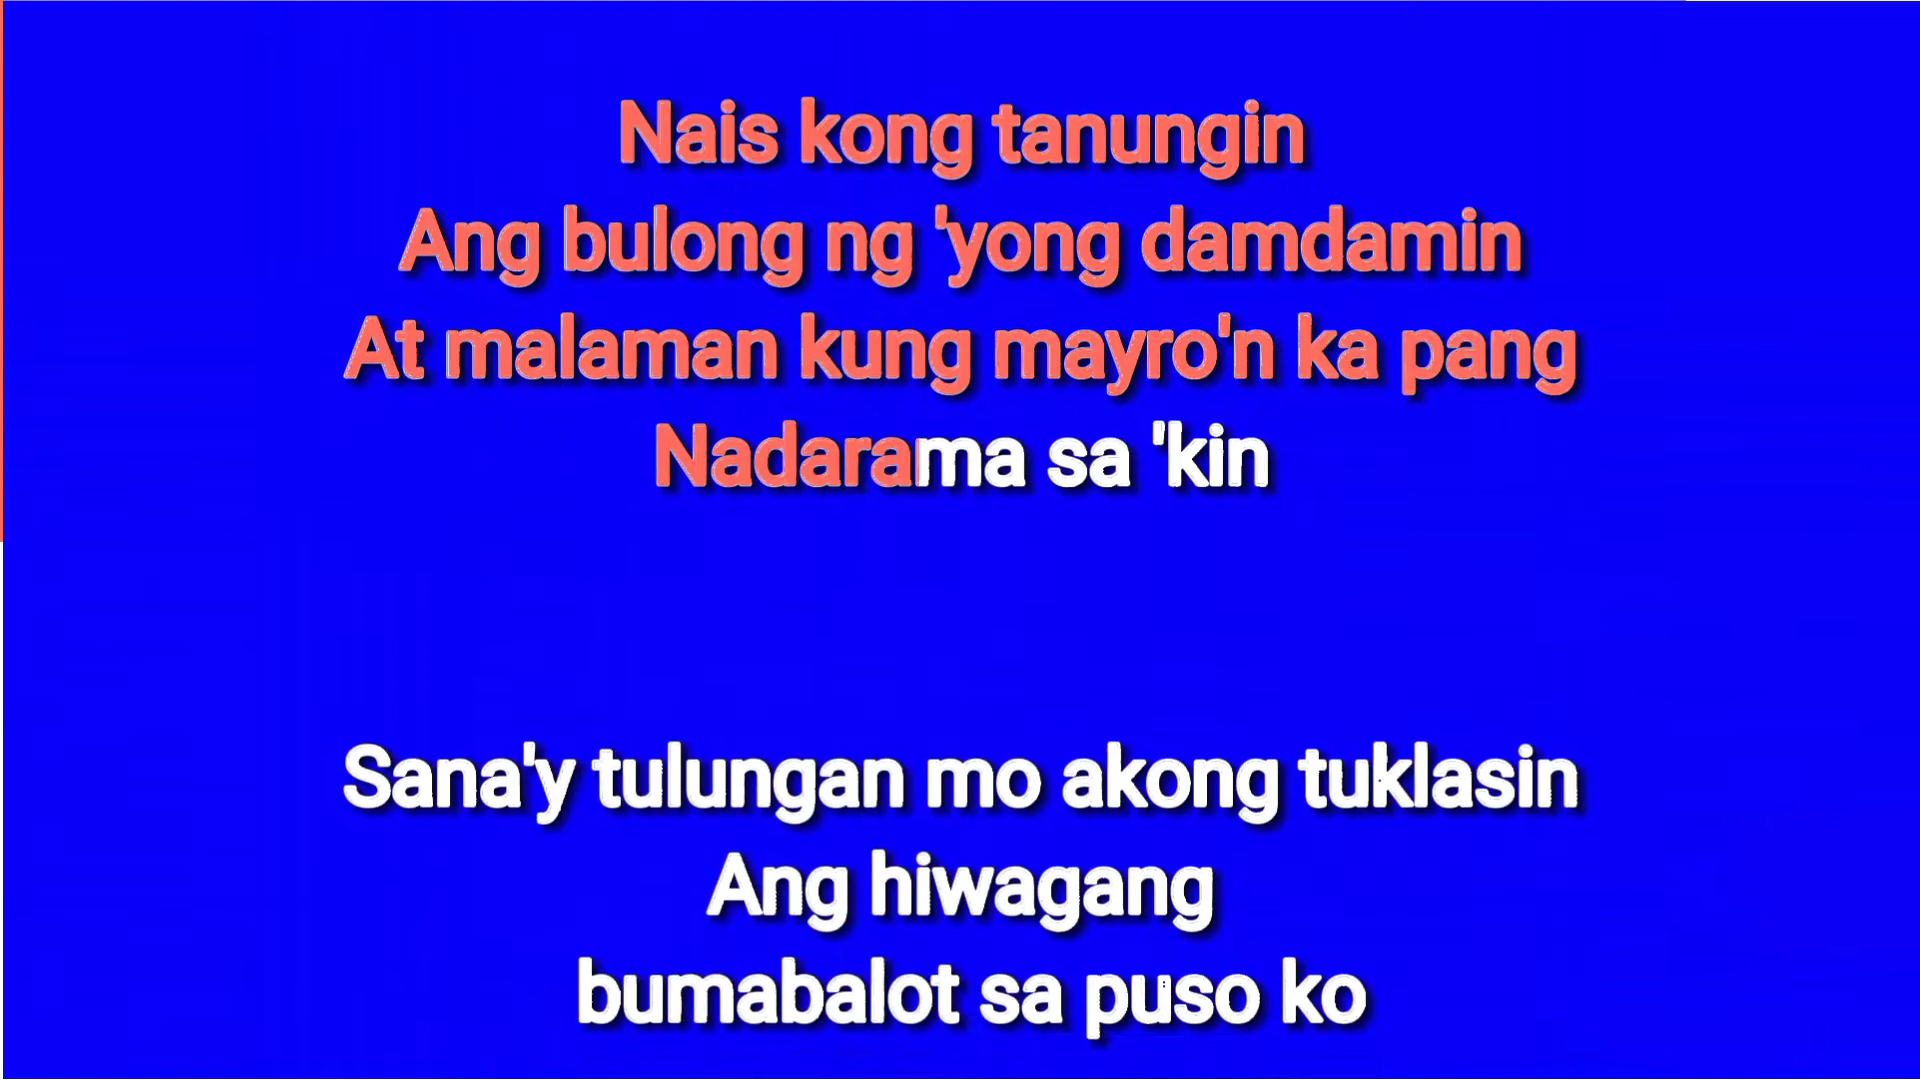 Nais kong tanungin
Ang bulong ng 'yong damdamin
At malaman kung mayro'n ka pang
Nadarama sa 'kin
Sana'y tulungan mo akong tuklasin
Ang hiwagang
bumabalot sa puso ko